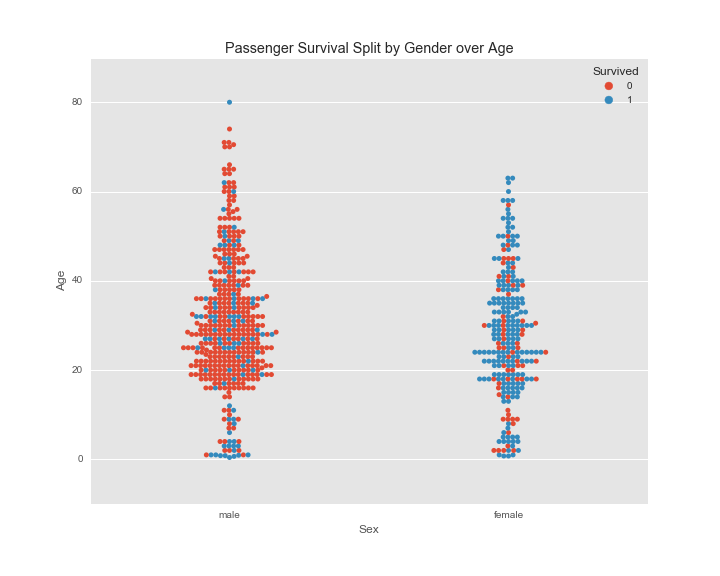 Passenger Survival Split by Gender over Age
Survived
0
1
80
60
40
20
0
Age
male
female
Sex